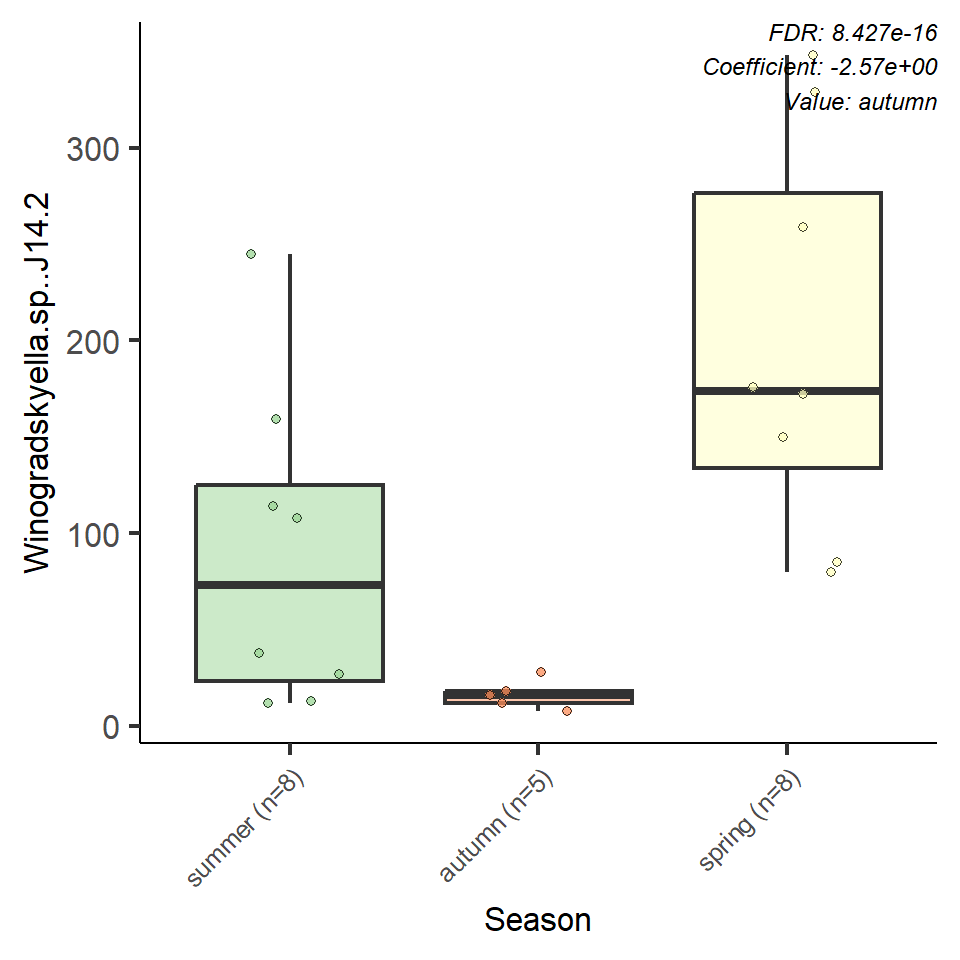 FDR: 8.427e-16
Coefficient: -2.57e+00
Value: autumn
Winogradskyella.sp..J14.2
300
200
100
0
summer (n=8)
autumn (n=5)
spring (n=8)
Season